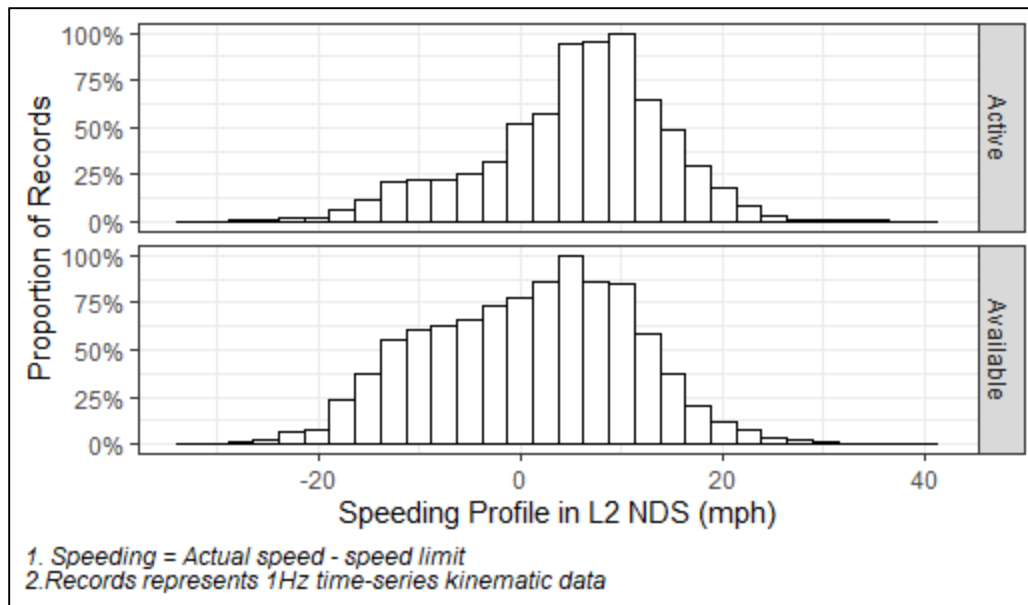 Proportion of Records
100%
75%
50%
25%
0%
Active
100%
75%
50%
25%
0%
Available
-20 0 20 40
Speeding Profile in L2 NDS (mph)
1. Speeding = Actual speed - speed limit
2.Records represents 1Hz time-series kinematic data